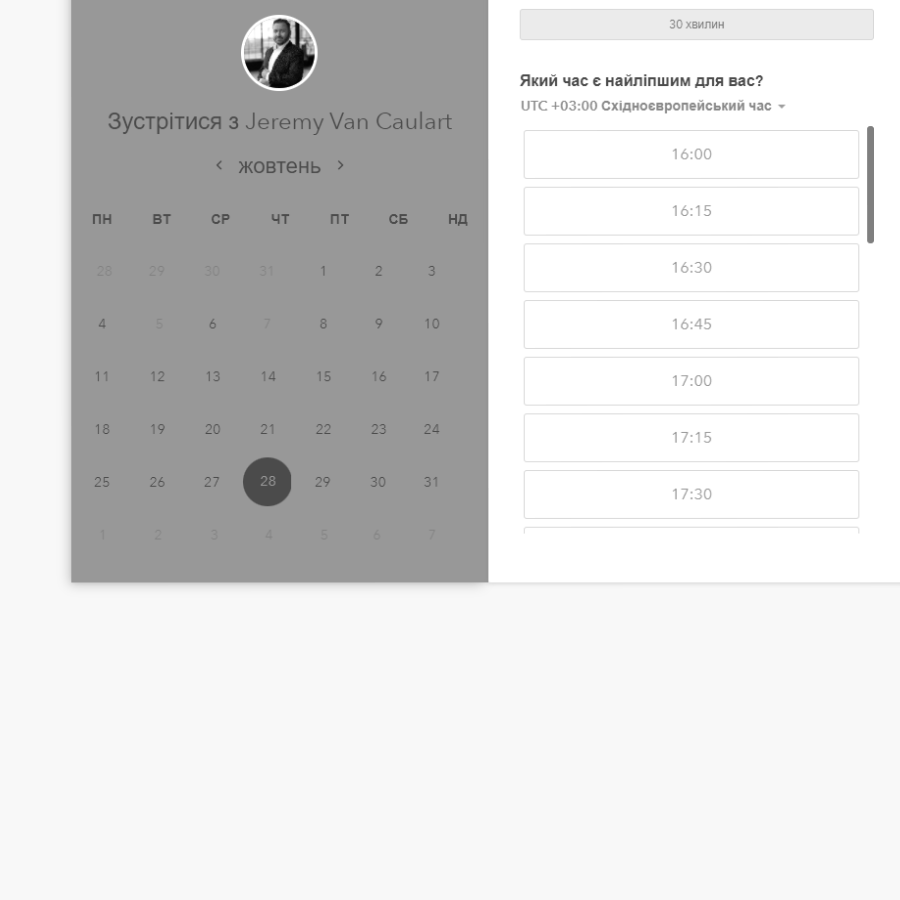 Зустрітися з Jeremy Van Caulart
жовтень
ПН ВТ СР ЧТ ПТ СБ НД
28 29 30 31 1 2 3
4 5 6 7 8 9 10
11 12 13 14 15 16 17
18 19 20 21 22 23 24
25 26 27 28 29 30 31
1 2 3 4 5 6 7
30 хвилин
Який час є найліпшим для вас?
UTC +03:00 Східноєвропейський час
16:00
16:15
16:30
16:45
17:00
17:15
17:30